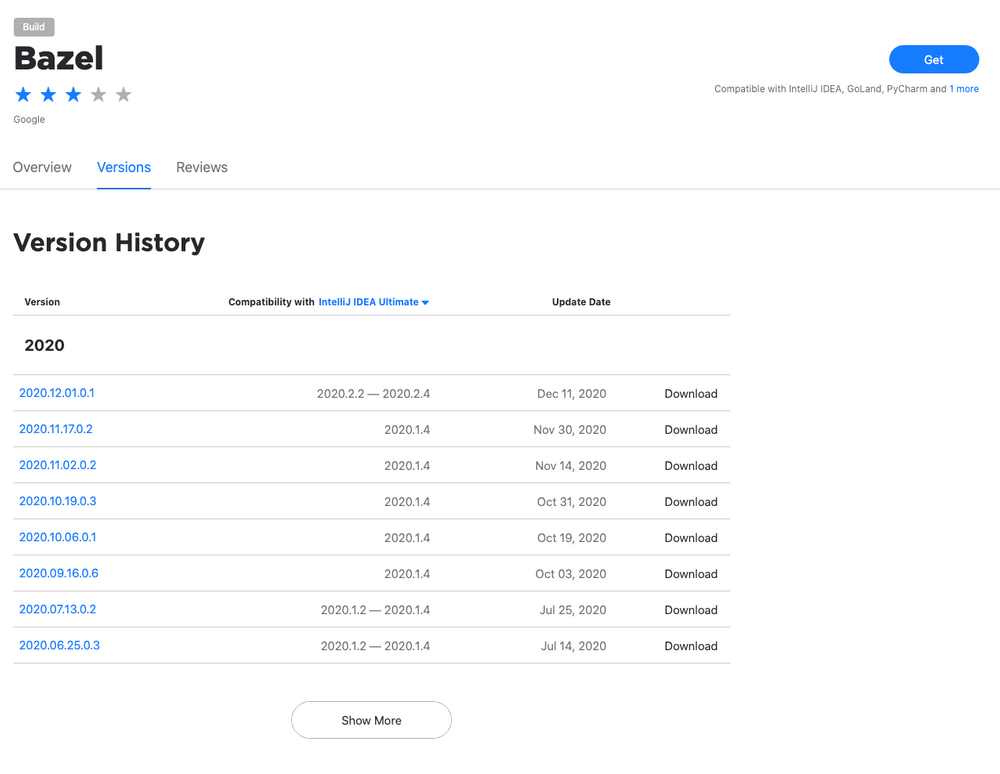 Build
Bazel
Get
Compatible with IntelliJ IDEA, GoLand, PyCharm and 1 more
Google
Overview Versions Reviews
Version History
Version Compatibility with IntelliJ IDEA Ultimate Update Date
2020
2020.12.01.0.1 2020.2.2 — 2020.2.4 Dec 11, 2020 Download
2020.11.17.0.2 2020.1.4 Nov 30, 2020 Download
2020.11.02.0.2 2020.1.4 Nov 14, 2020 Download
2020.10.19.0.3 2020.1.4 Oct 31, 2020 Download
2020.10.06.0.1 2020.1.4 Oct 19, 2020 Download
2020.09.16.0.6 2020.1.4 Oct 03, 2020 Download
2020.07.13.0.2 2020.1.2 — 2020.1.4 Jul 25, 2020 Download
2020.06.25.0.3 2020.1.2 — 2020.1.4 Jul 14, 2020 Download
Show More